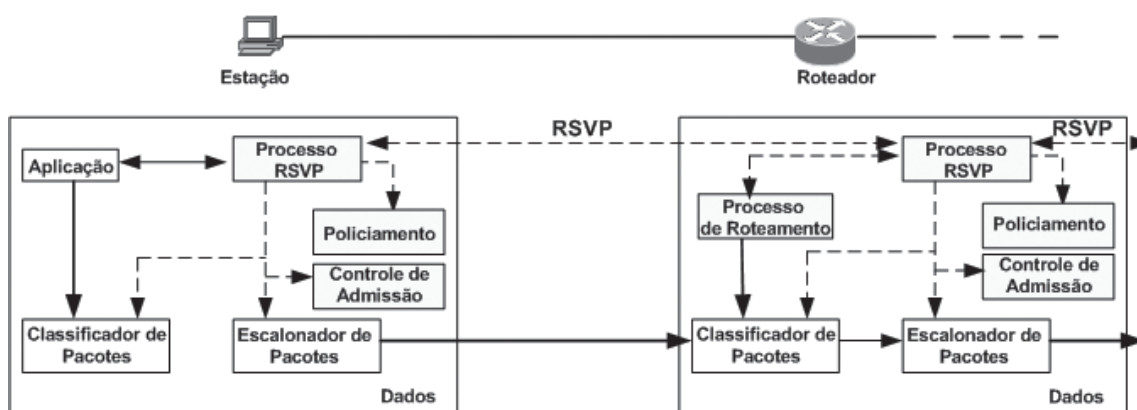 Estação
Roteador
RSVP
RSVP
Aplicação
Processo
RSVP
Policiamento
Controle de
Admissão
Classificador de
Pacotes
Escalonador de
Pacotes
Dados
Processo
RSVP
Processo
de Roteamento
Policiamento
Controle de
Admissão
Classificador de
Pacotes
Escalonador de
Pacotes
Dados